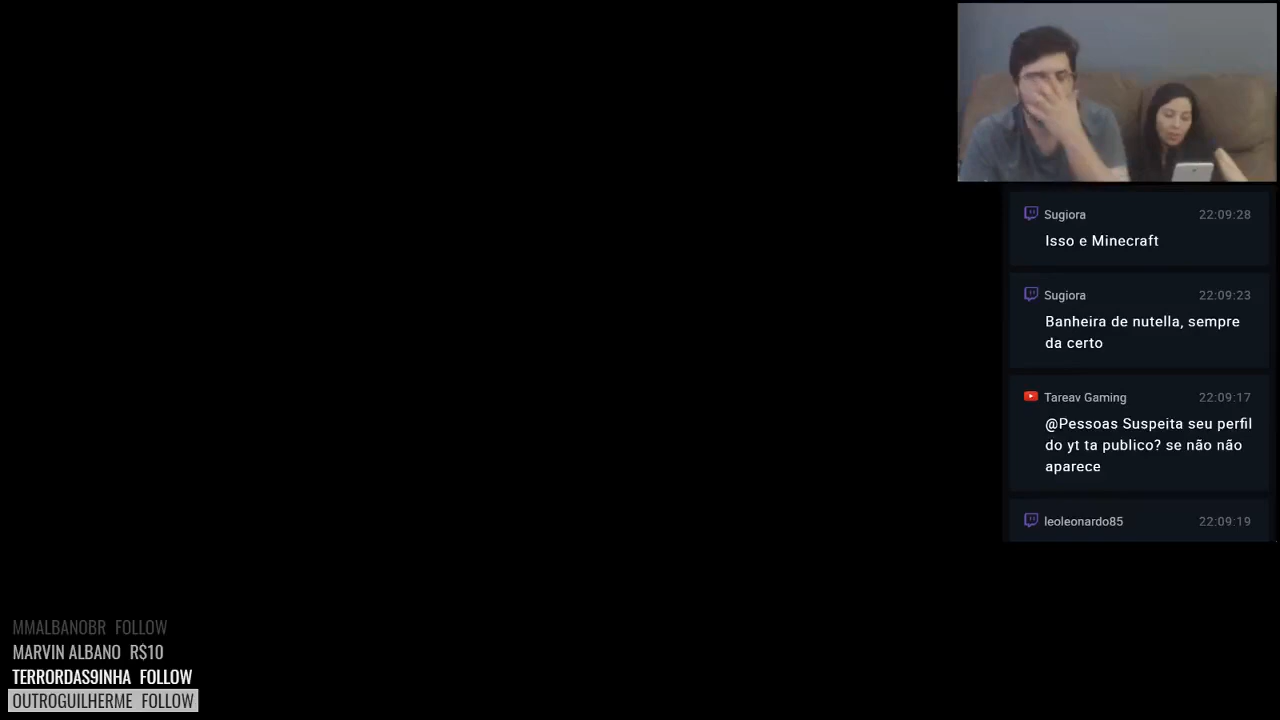 Sugiora 22:09:28
Isso e Minecraft
Sugiora 22:09:23
Banheira de nutella, sempre
da certo
Tareav Gaming 22:09:17
@Pessoas Suspeita seu perfil
do yt ta publico? se não não
aparece
leoleonardo85 22:09:19
MMALBANOBR FOLLOW
MARVIN ALBANO R$10
TERRORDAS9INHA FOLLOW
OUTROGUILHERME FOLLOW